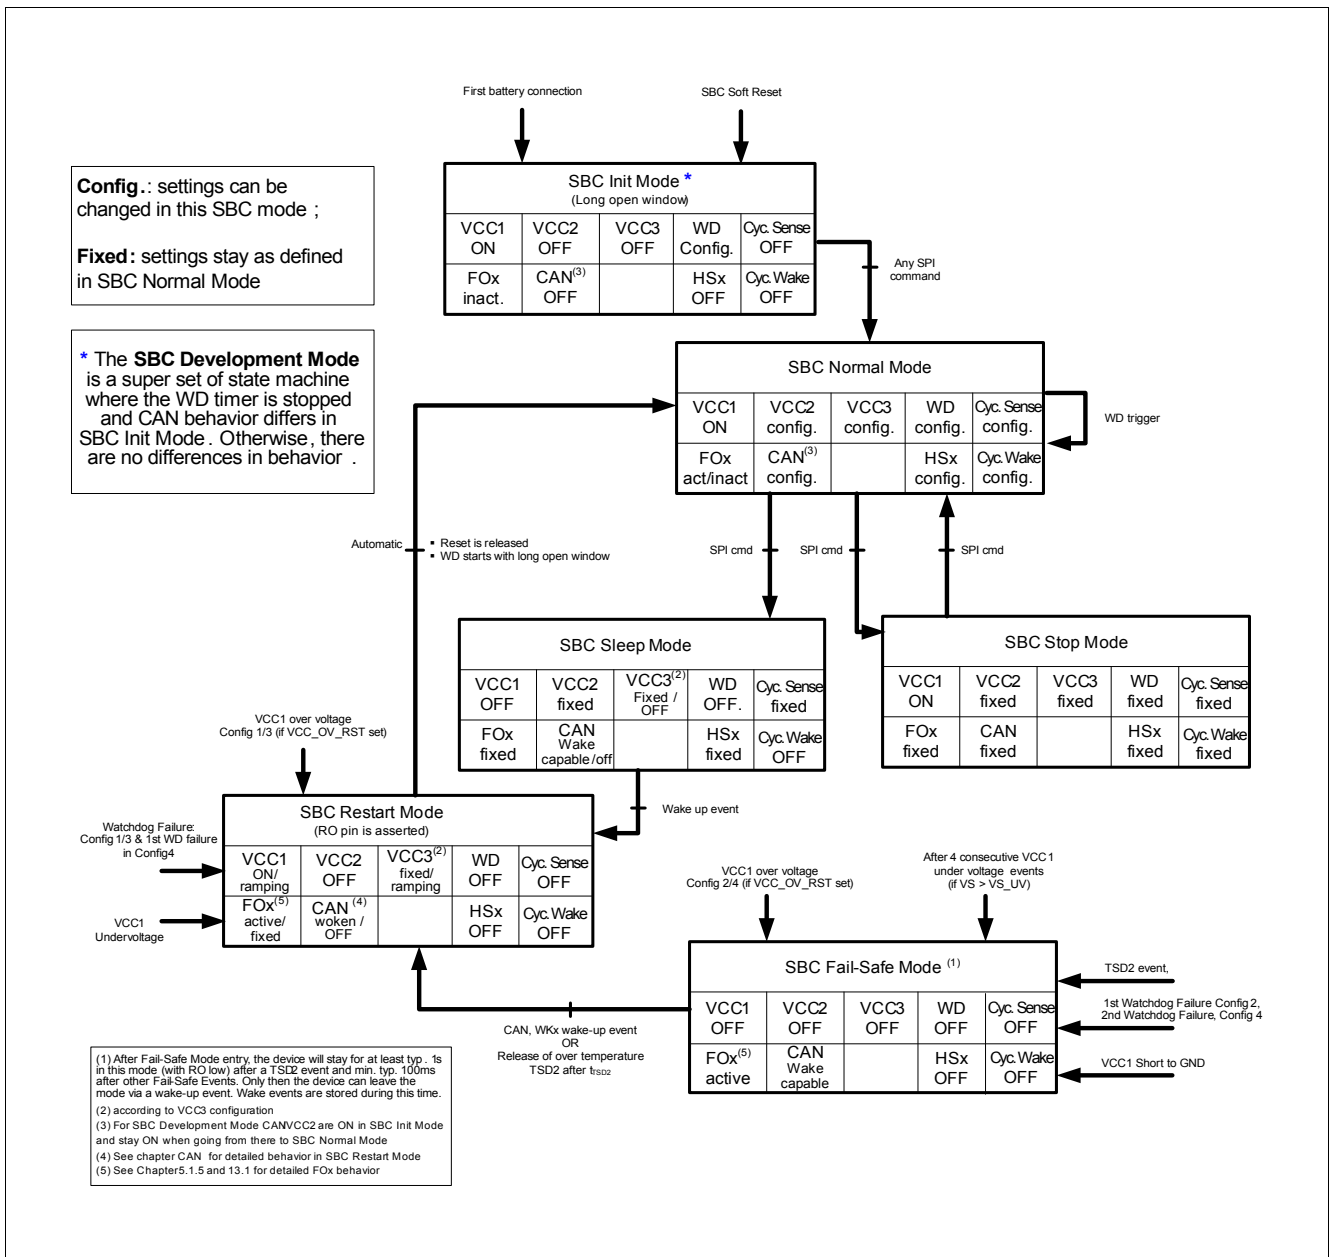 First battery connection
SBC Soft Reset
Config.: settings can be
changed in this SBC mode ;
Fixed: settings stay as defined
in SBC Normal Mode
* The SBC Development Mode
is a super set of state machine
where the WD timer is stopped
and CAN behavior differs in
SBC Init Mode. Otherwise, there
are no differences in behavior .
SBC Init Mode *
(Long open window)
VCC1
ON
VCC2
OFF
VCC3
OFF
WD
Config.
Cyc. Sense
OFF
FOx
inact.
CAN(3)
OFF
HSx
OFF
Cyc. Wake
OFF
Any SPI
command
SBC Normal Mode
VCC1
ON
VCC2
config.
VCC3
config.
WD
config.
Cyc. Sense
config.
FOx
act/inact
CAN(3)
config.
HSx
config.
Cyc. Wake
config.
WD trigger
Automatic
▪ Reset is released
▪ WD starts with long open window
SPI cmd
SPI cmd
SPI cmd
SBC Sleep Mode
VCC1
OFF
VCC2
fixed
VCC3(2)
Fixed /
OFF
WD
OFF.
Cyc. Sense
fixed
FOx
fixed
CAN
Wake
capable /off
HSx
fixed
Cyc. Wake
OFF
SBC Stop Mode
VCC1
ON
VCC2
fixed
VCC3
fixed
WD
fixed
Cyc. Sense
fixed
FOx
fixed
CAN
fixed
HSx
fixed
Cyc. Wake
fixed
VCC1 over voltage
Config 1/3 (if VCC_OV_RST set)
Wake up event
Watchdog Failure:
Config 1/3 & 1st WD failure
in Config4
VCC1
Undervoltage
SBC Restart Mode
(RO pin is asserted)
VCC1
ON/
ramping
VCC2
OFF
VCC3(2)
fixed/
ramping
WD
OFF
Cyc. Sense
OFF
FOx(5)
active/
fixed
CAN(4)
woken /
OFF
HSx
OFF
Cyc. Wake
OFF
VCC1 over voltage
Config 2/4 (if VCC_OV_RST set)
After 4 consecutive VCC1
under voltage events
(if VS > VS_UV)
SBC Fail-Safe Mode (1)
VCC1
OFF
VCC2
OFF
VCC3
OFF
WD
OFF
Cyc. Sense
OFF
FOx(5)
active
CAN
Wake
capable
HSx
OFF
Cyc. Wake
OFF
TSD2 event,
1st Watchdog Failure Config 2,
2nd Watchdog Failure, Config 4
VCC1 Short to GND
CAN, WKx wake-up event
OR
Release of over temperature
TSD2 after tTSD2
(1) After Fail-Safe Mode entry, the device will stay for at least typ. 1s
in this mode (with RO low) after a TSD2 event and min. typ. 100ms
after other Fail-Safe Events. Only then the device can leave the
mode via a wake-up event. Wake events are stored during this time.
(2) according to VCC3 configuration
(3) For SBC Development Mode CAN/VCC2 are ON in SBC Init Mode
and stay ON when going from there to SBC Normal Mode
(4) See chapter CAN for detailed behavior in SBC Restart Mode
(5) See Chapter 5.1.5 and 13.1 for detailed FOx behavior